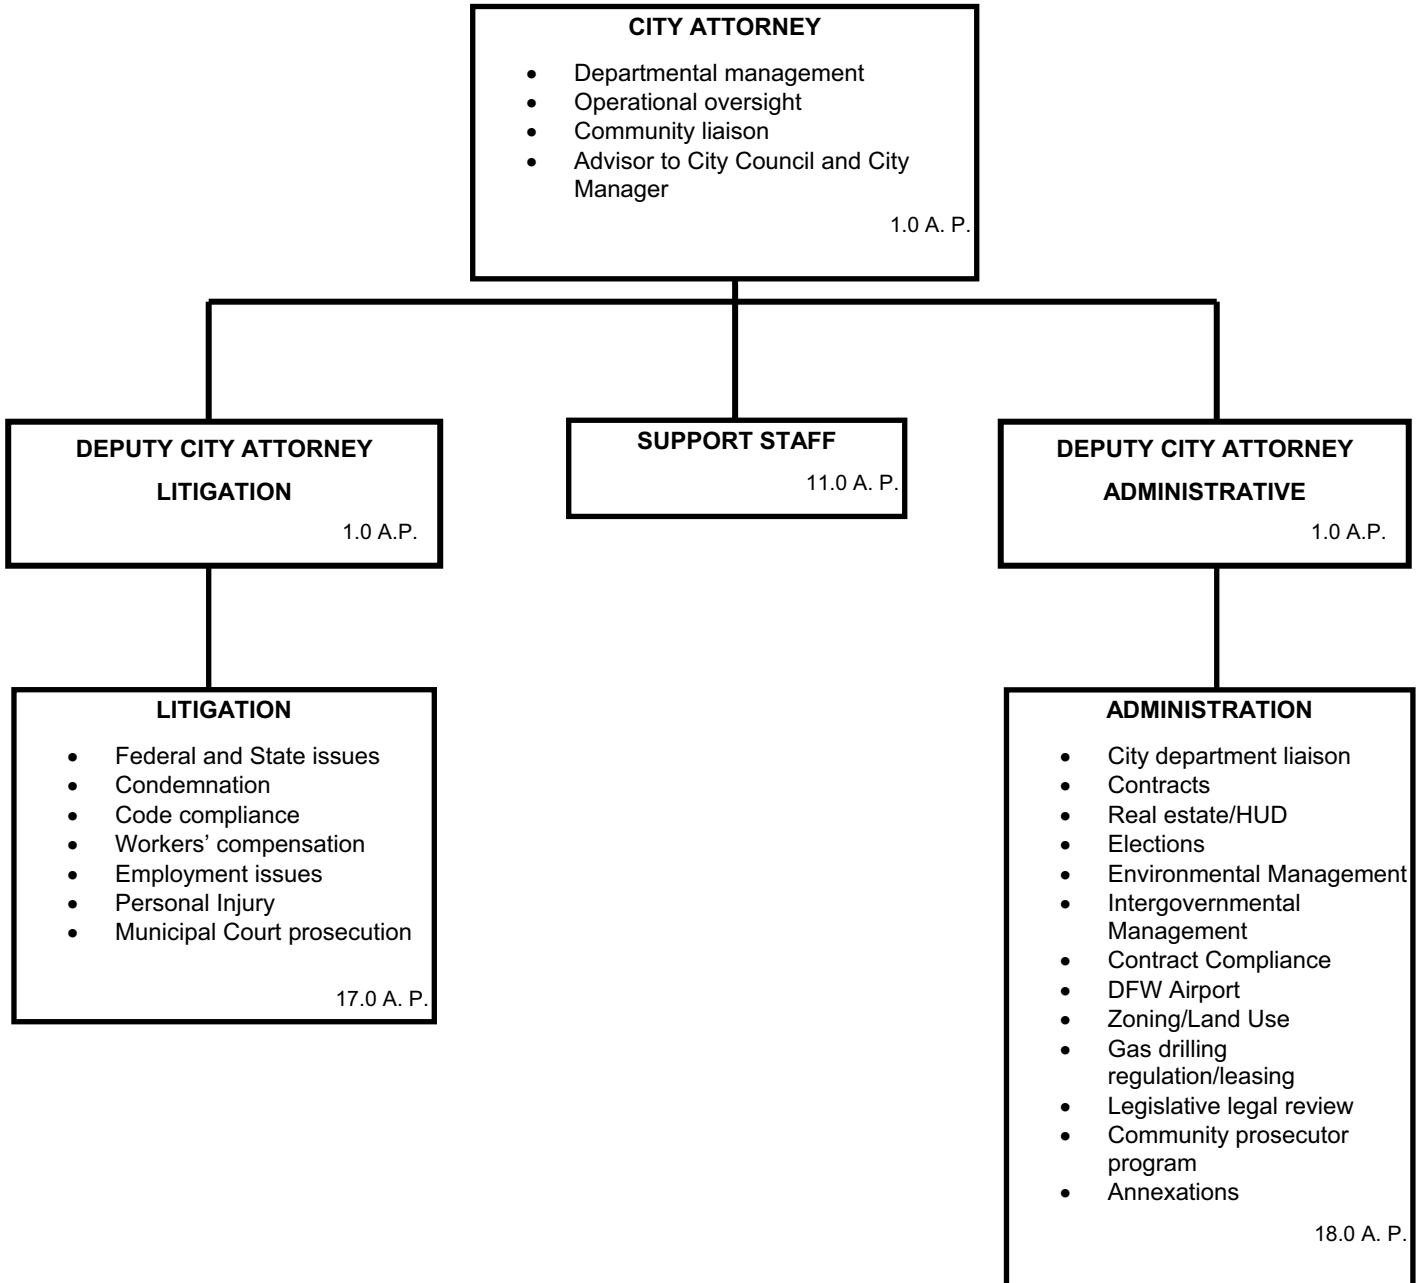 CITY ATTORNEY
• Departmental management
• Operational oversight
• Community liaison
• Advisor to City Council and City
Manager
1.0 A. P.
DEPUTY CITY ATTORNEY
LITIGATION
1.0 A.P.
SUPPORT STAFF
11.0 A. P.
DEPUTY CITY ATTORNEY
ADMINISTRATIVE
1.0 A.P.
LITIGATION
• Federal and State issues
• Condemnation
• Code compliance
• Workers’ compensation
• Employment issues
• Personal Injury
• Municipal Court prosecution
17.0 A. P.
ADMINISTRATION
• City department liaison
• Contracts
• Real estate/HUD
• Elections
• Environmental Management
• Intergovernmental
Management
• Contract Compliance
• DFW Airport
• Zoning/Land Use
• Gas drilling
regulation/leasing
• Legislative legal review
• Community prosecutor
program
• Annexations
18.0 A. P.